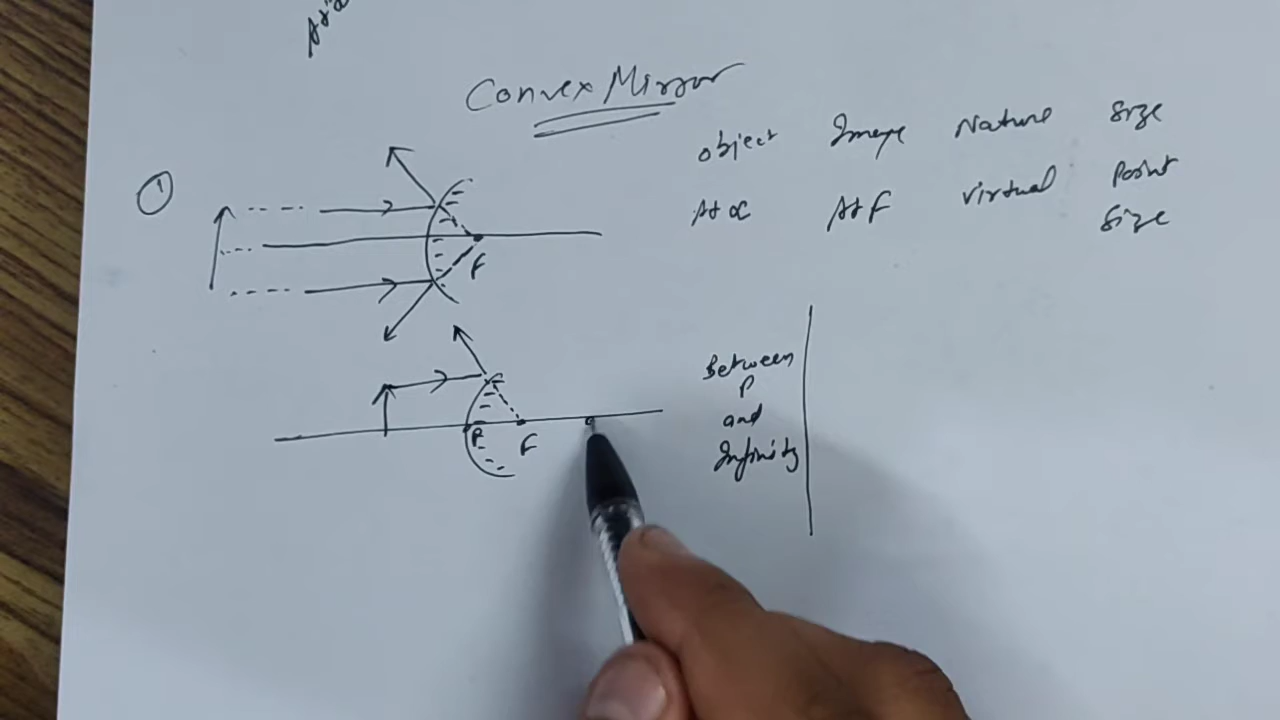 Convex Mirror
Object Image Nature Size
①
At ∝ At F Virtual Point Size
F
Between
P
and
Infinity
P
F